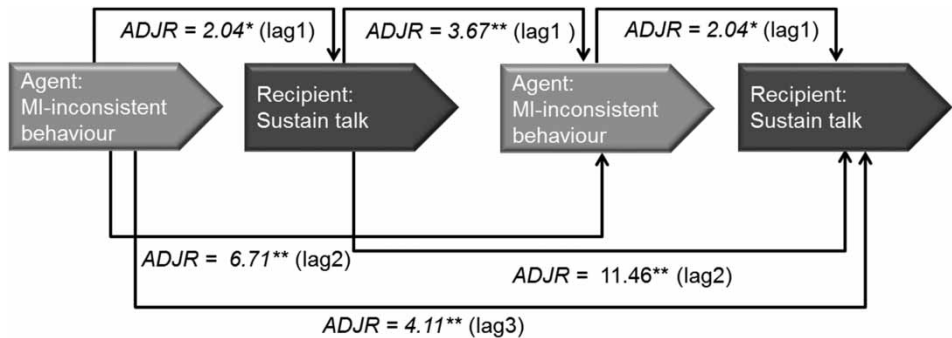 ADJR = 2.04* (lag1)
ADJR = 3.67** (lag1 )
ADJR = 2.04* (lag1)
Agent:
MI-inconsistent
behaviour
Recipient:
Sustain talk
Agent:
MI-inconsistent
behaviour
Recipient:
Sustain talk
ADJR = 6.71** (lag2)
ADJR = 11.46** (lag2)
ADJR = 4.11** (lag3)